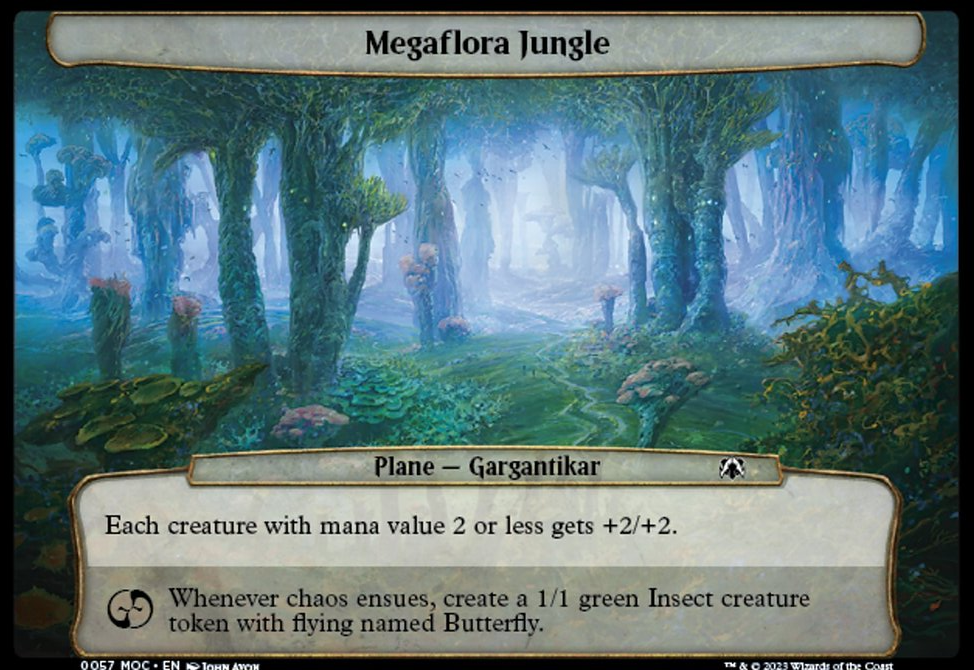 Megaflora Jungle
Plane — Gargantikar
Each creature with mana value 2 or less gets +2/+2.
Whenever chaos ensues, create a 1/1 green Insect creature
token with flying named Butterfly.
0057 MOC • EN John Avon
™ & © 2023 Wizards of the Coast